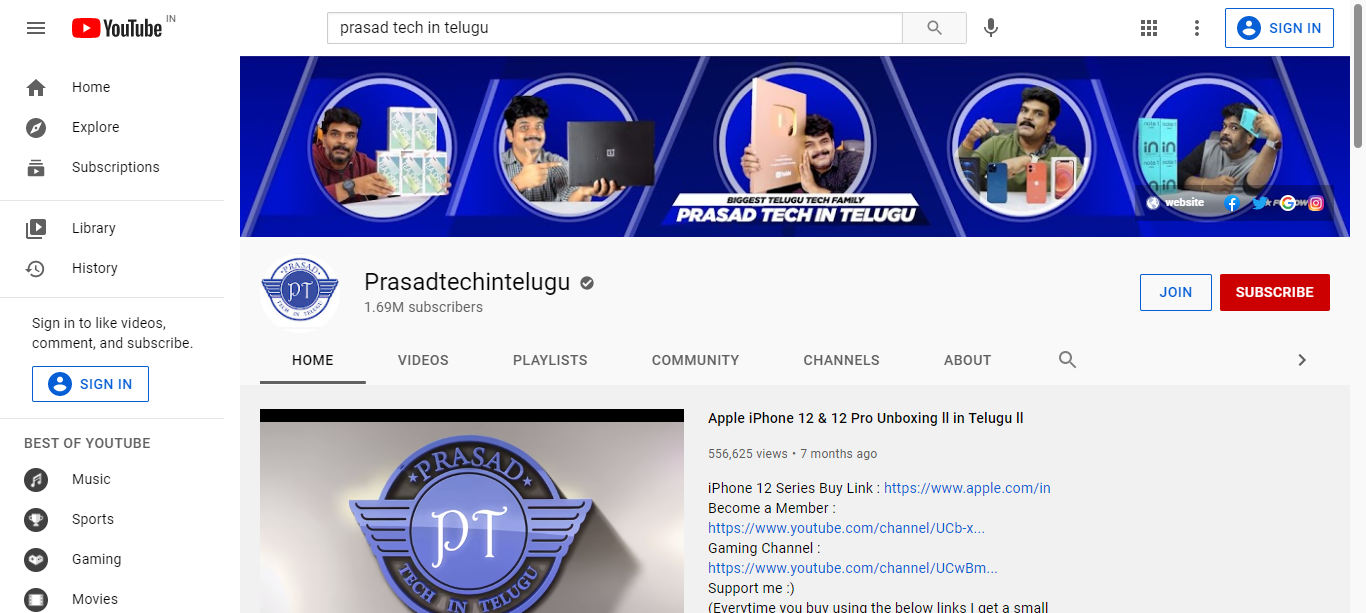 YouTube IN
prasad tech in telugu
SIGN IN
Home
Explore
Subscriptions
Library
History
Sign in to like videos,
comment, and subscribe.
SIGN IN
BEST OF YOUTUBE
Music
Sports
Gaming
Movies
BIGGEST TELUGU TECH FAMILY
PRASAD TECH IN TELUGU
website
Prasadtechintelugu
1.69M subscribers
JOIN
SUBSCRIBE
HOME
VIDEOS
PLAYLISTS
COMMUNITY
CHANNELS
ABOUT
PRASAD
PT
TECH IN TELUGU
PRASAD
PT
TECH IN TELUGU
Apple iPhone 12 & 12 Pro Unboxing ll in Telugu ll
556,625 views • 7 months ago
iPhone 12 Series Buy Link : https://www.apple.com/in
Become a Member :
https://www.youtube.com/channel/UCb-x...
Gaming Channel :
https://www.youtube.com/channel/UCwBm...
Support me :)
(Everytime you buy using the below links I get a small